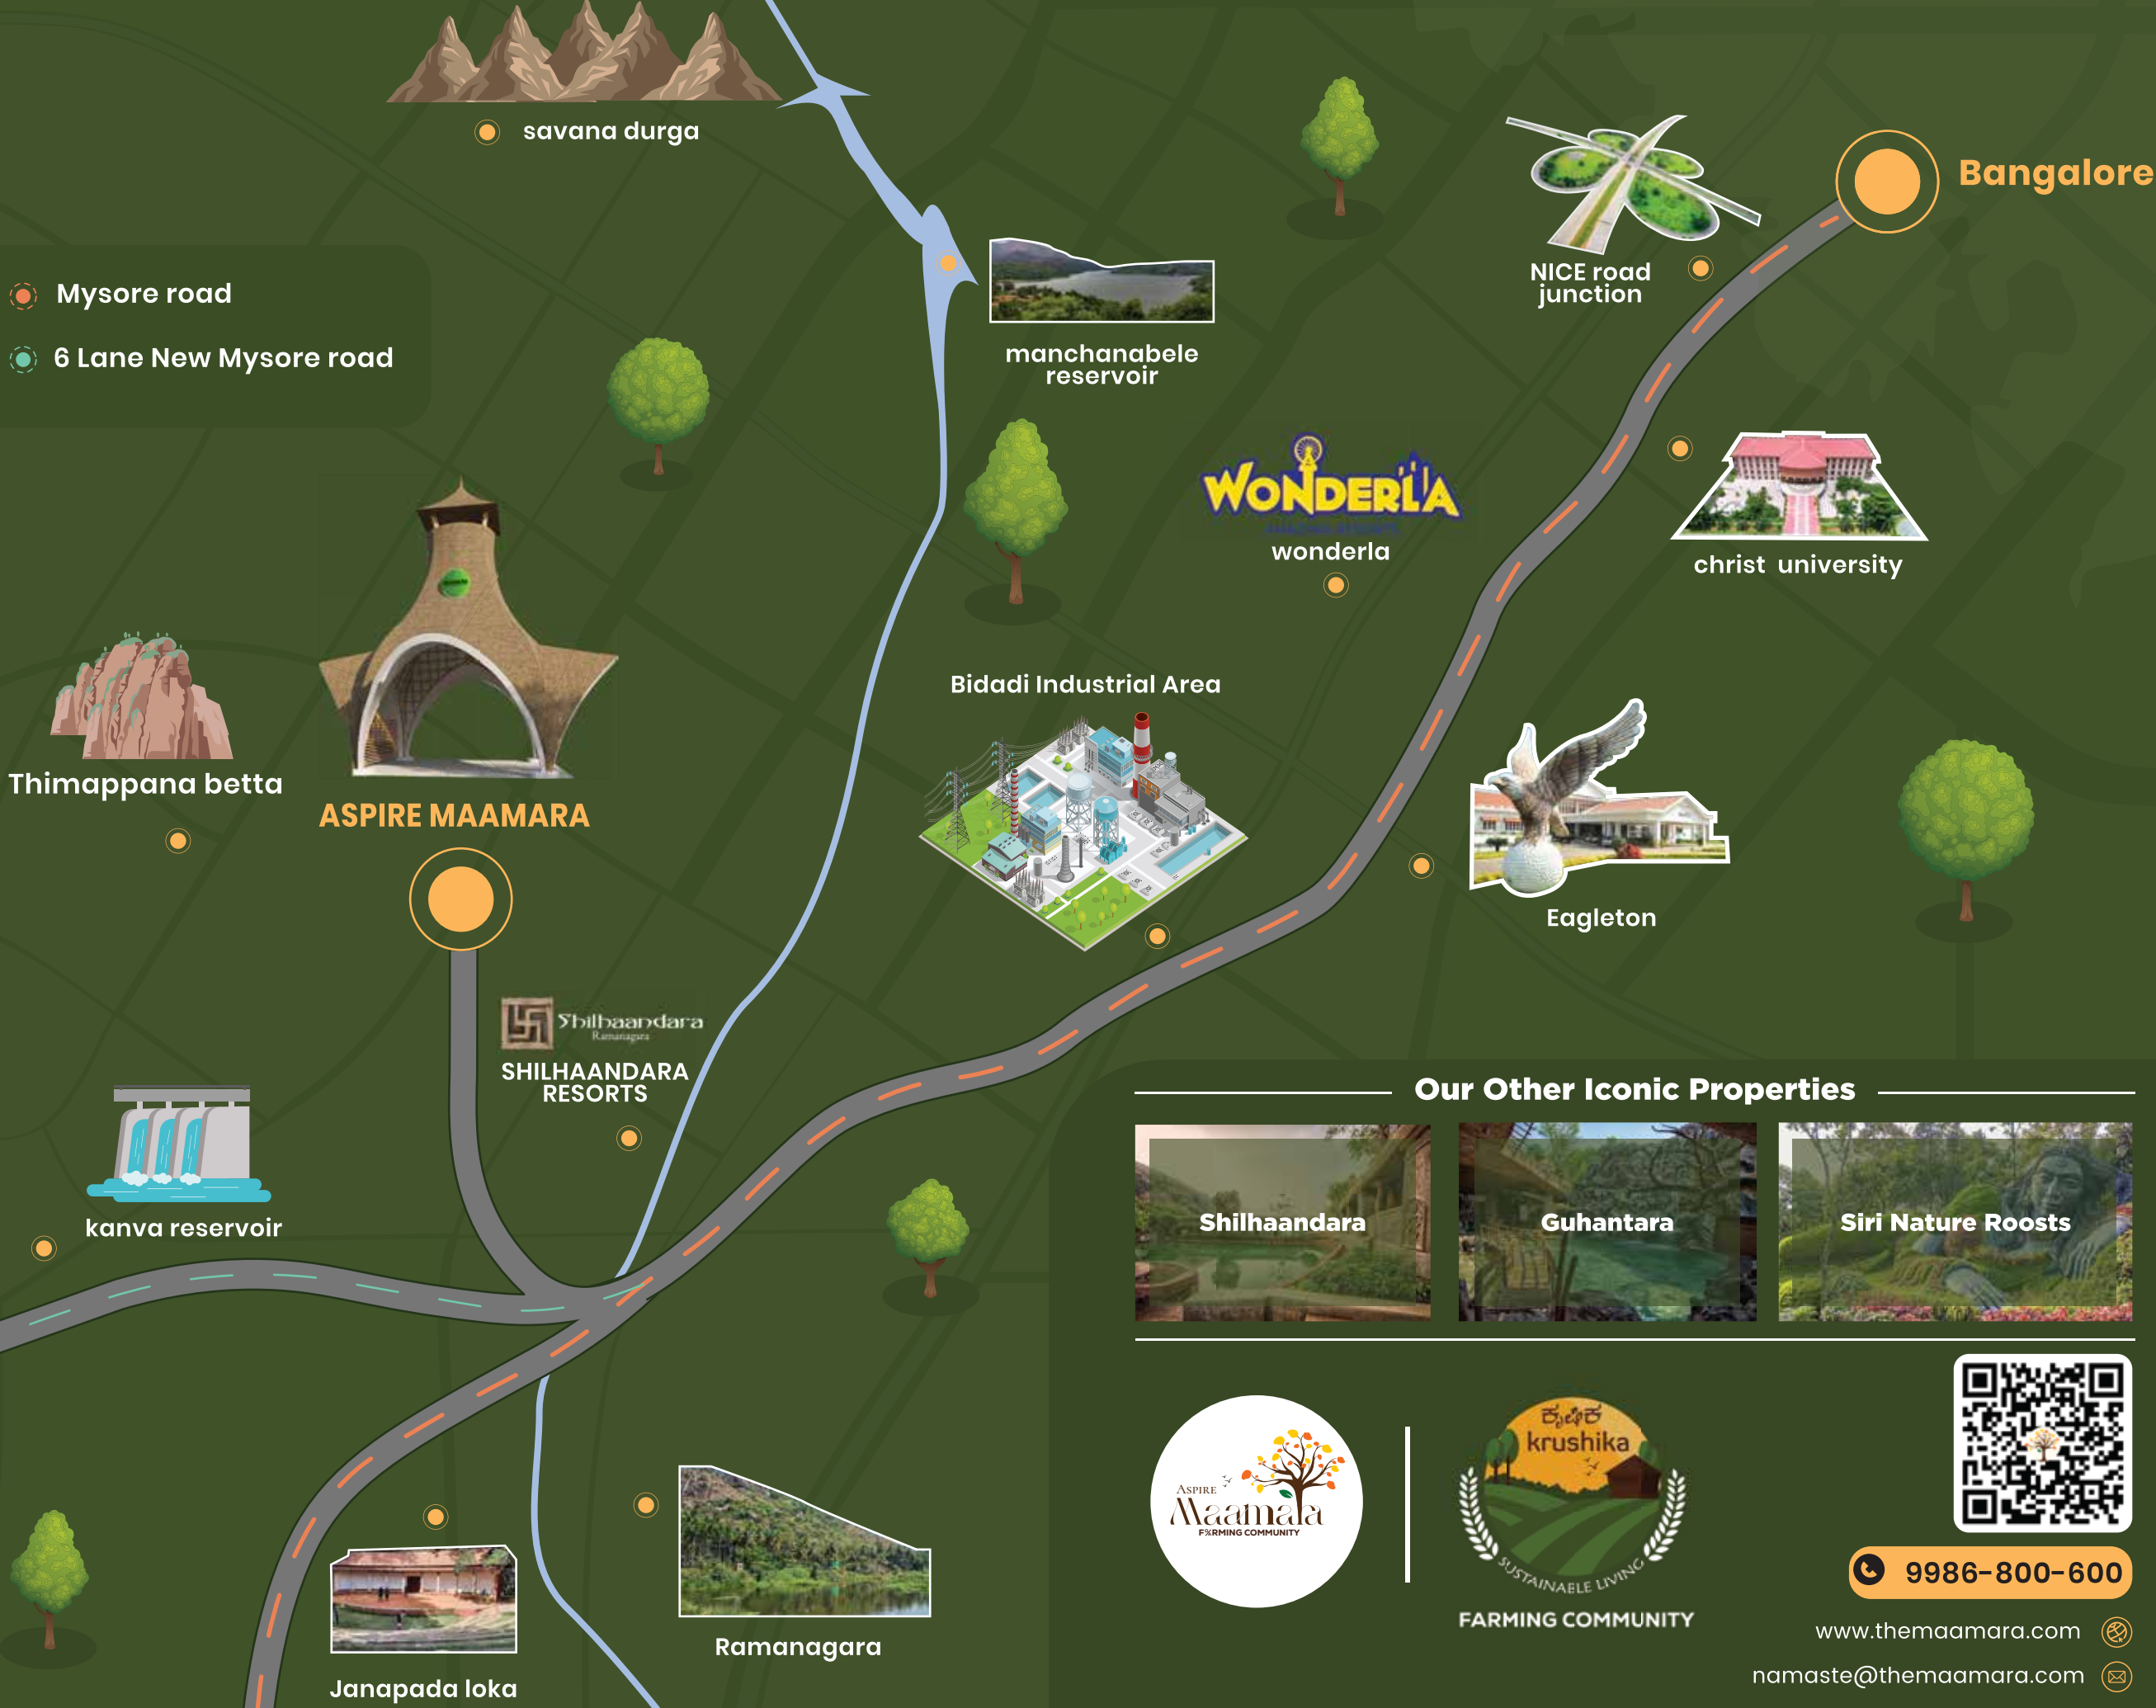 savana durga
Bangalore
NICE road
junction
Mysore road
6 Lane New Mysore road
manchanabele
reservoir
WONDERLA
wonderla
christ university
Bidadi Industrial Area
Thimappana betta
ASPIRE MAAMARA
Eagleton
Shilhaandara
Ramanagara
SHILHAANDARA
RESORTS
kanva reservoir
Our Other Iconic Properties
Shilhaandara
Guhantara
Siri Nature Roosts
ಕೃಷಿಕ
krushika
SUSTAINABLE LIVING
FARMING COMMUNITY
ASPIRE
Maamara
FARMING COMMUNITY
9986-800-600
www.themaamara.com
namaste@themaamara.com
Ramanagara
Janapada loka